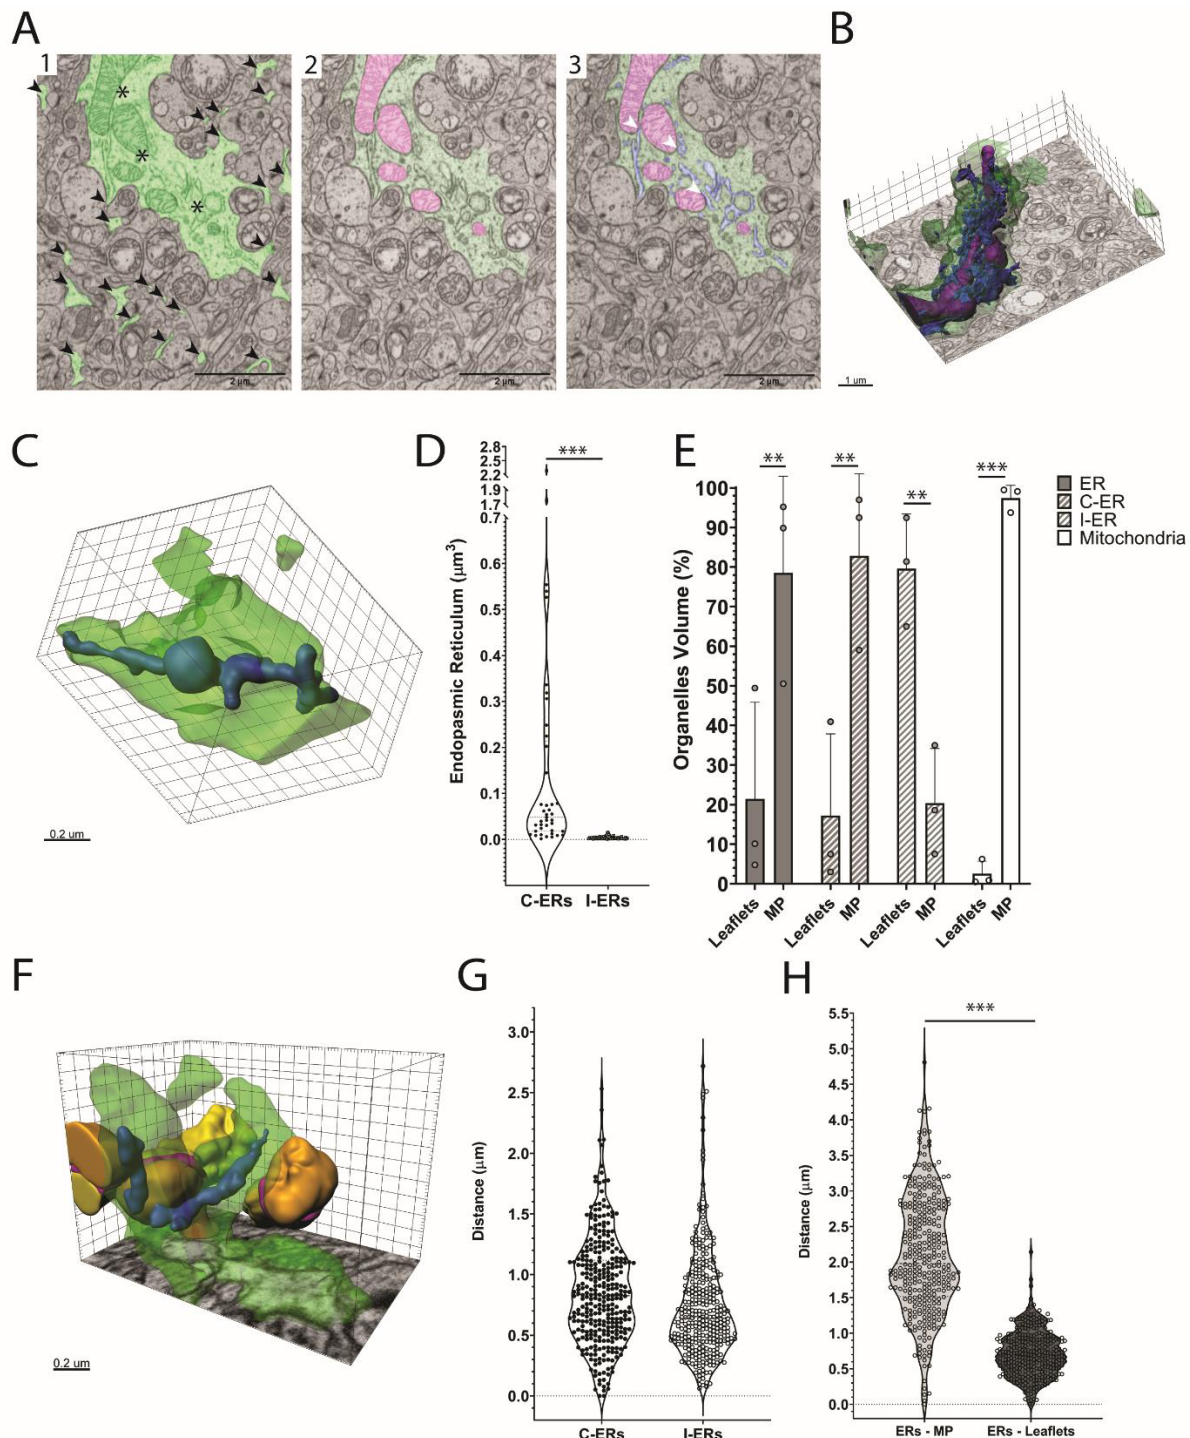 A
1
2
3
2 µm
2 µm
2 µm
B
1 µm
C
0.2 um
D
Endopasmic Reticulum (µm³)
2.8
2.5
2.2
1.9
1.7
0.7
0.6
0.5
0.4
0.3
0.2
0.1
0.0
***
C-ERs I-ERs
E
Organelles Volume (%)
100
90
80
70
60
50
40
30
20
10
0
** ** ** ***
Leaflets MP Leaflets MP Leaflets MP Leaflets MP
ER
C-ER
I-ER
Mitochondria
F
0.2 um
G
Distance (µm)
3.0
2.5
2.0
1.5
1.0
0.5
0.0
C-ERs I-ERs
H
Distance (µm)
5.5
5.0
4.5
4.0
3.5
3.0
2.5
2.0
1.5
1.0
0.5
0.0
***
ERs - MP ERs - Leaflets